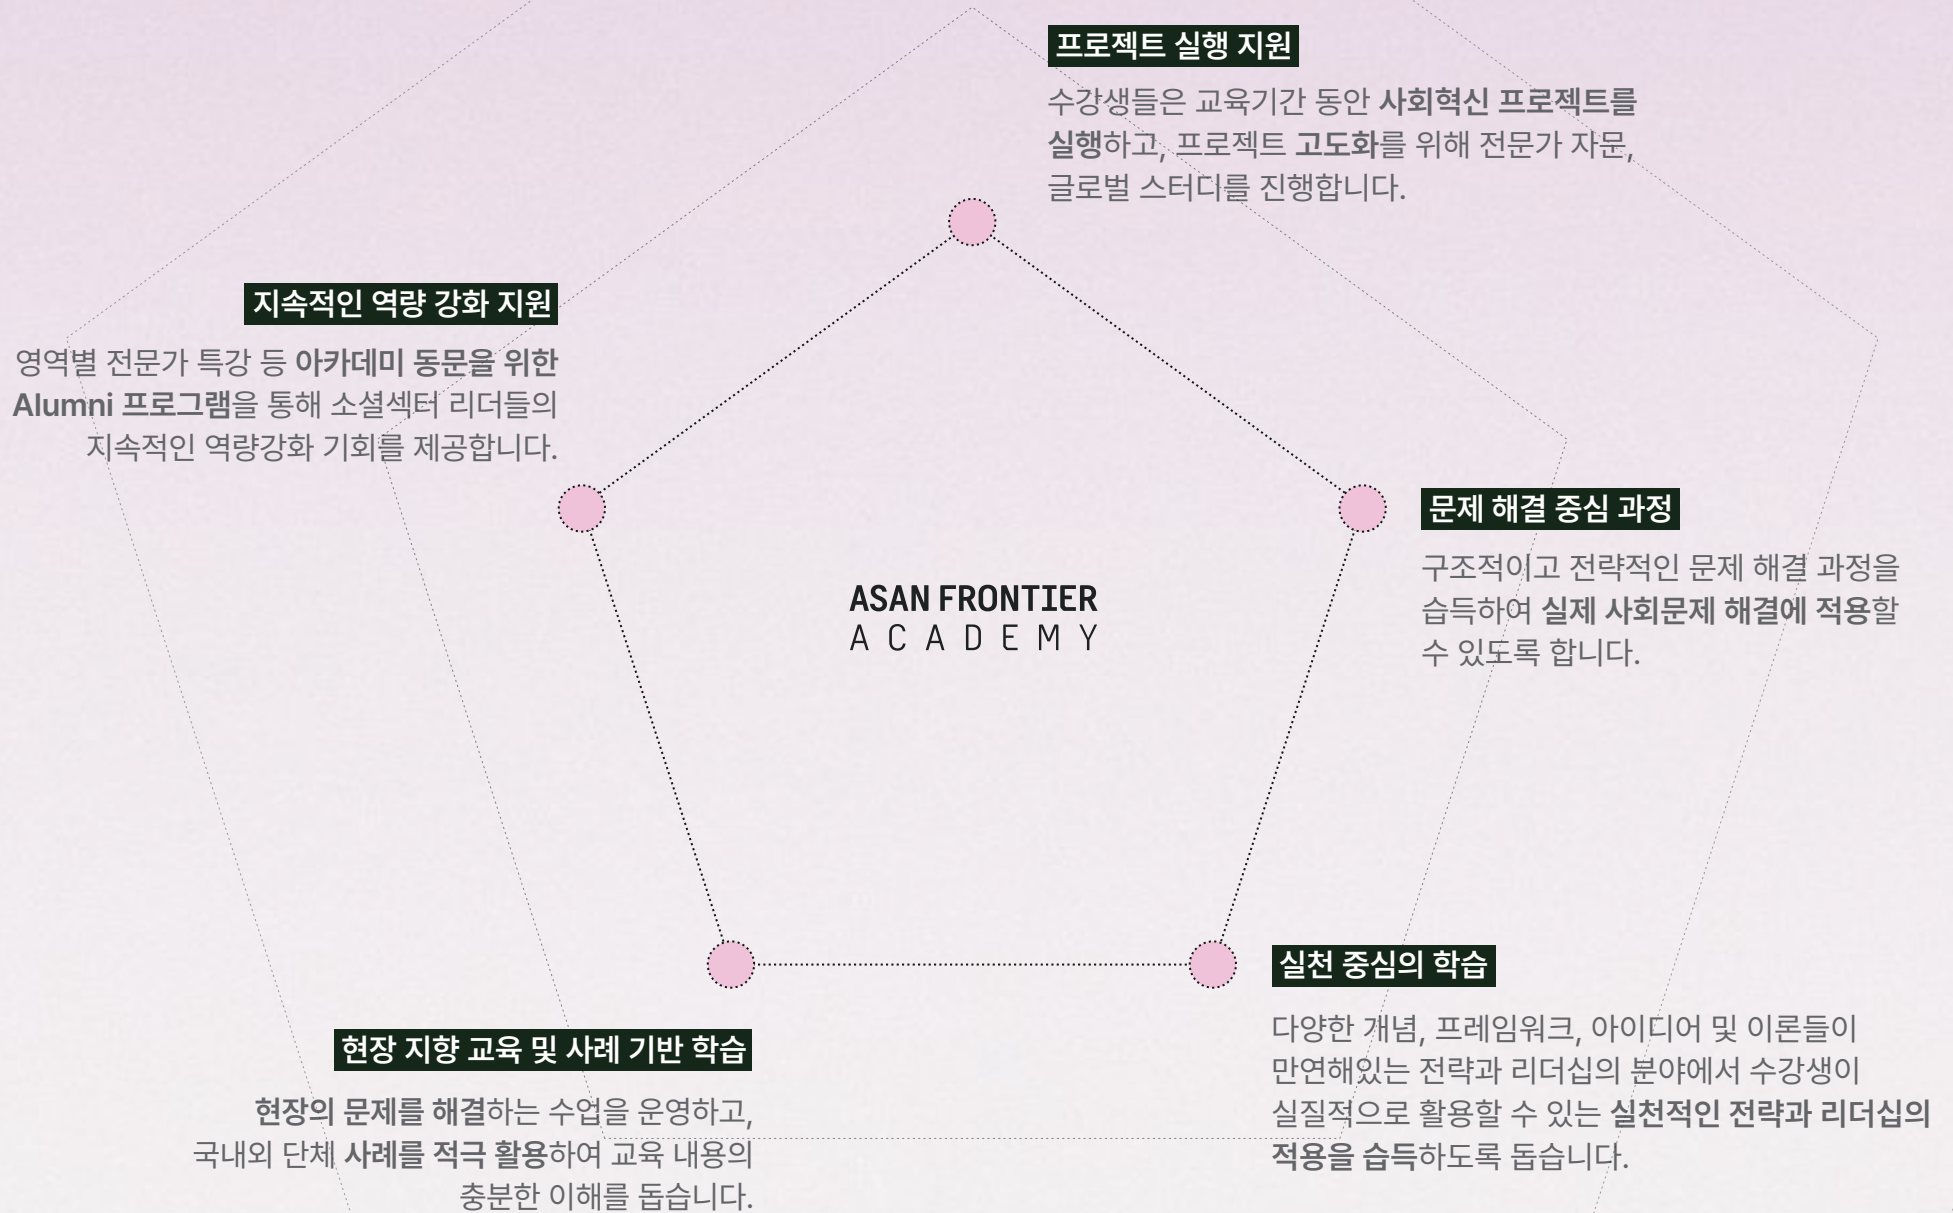 프로젝트 실행 지원
수강생들은 교육기간 동안 사회혁신 프로젝트를
실행하고, 프로젝트 고도화를 위해 전문가 자문,
글로벌 스터디를 진행합니다.
지속적인 역량 강화 지원
영역별 전문가 특강 등 아카데미 동문을 위한
Alumni 프로그램을 통해 소셜섹터 리더들의
지속적인 역량강화 기회를 제공합니다.
문제 해결 중심 과정
구조적이고 전략적인 문제 해결 과정을
습득하여 실제 사회문제 해결에 적용할
수 있도록 합니다.
ASAN FRONTIER
ACADEMY
실천 중심의 학습
다양한 개념, 프레임워크, 아이디어 및 이론들이
만연해있는 전략과 리더십의 분야에서 수강생이
실질적으로 활용할 수 있는 실천적인 전략과 리더십의
적용을 습득하도록 돕습니다.
현장 지향 교육 및 사례 기반 학습
현장의 문제를 해결하는 수업을 운영하고,
국내외 단체 사례를 적극 활용하여 교육 내용의
충분한 이해를 돕습니다.